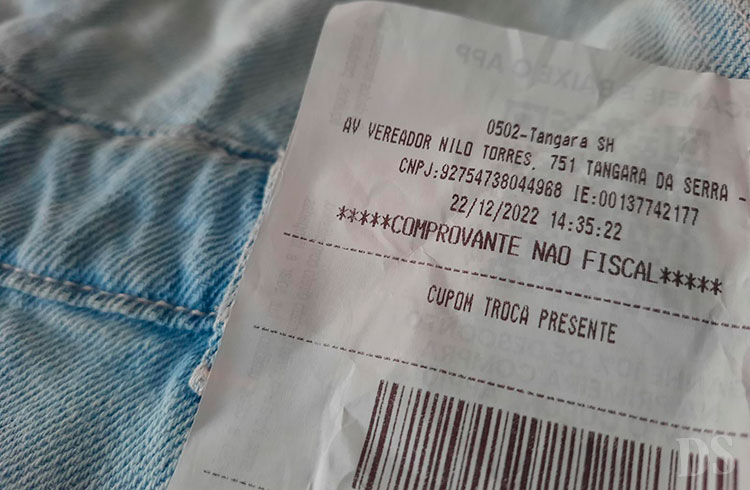 0502-Tangara SH
AV VEREADOR NILO TORRES, 751 TANGARA DA SERRA -
CNPJ:92754738044968 IE:00137742177
22/12/2022 14:35:22
*****COMPROVANTE NAO FISCAL*****
CUPOM TROCA PRESENTE
DS